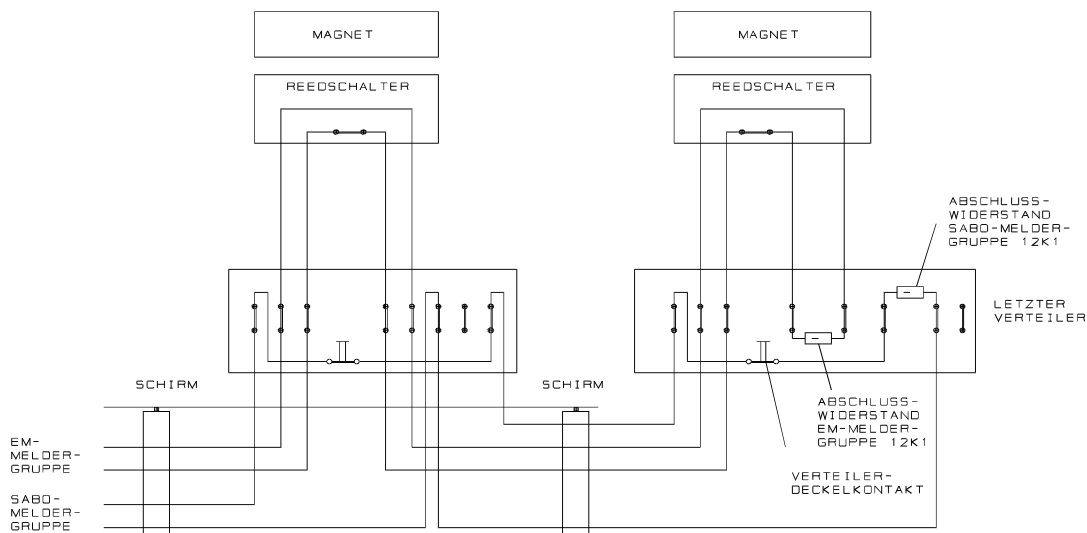 MAGNET
MAGNET
REEDSCHALTER
REEDSCHALTER
ABSCHLUSS-
WIDERSTAND
SABO-MELDER-
GRUPPE 12K1
LETZTER
VERTEILER
SCHIRM
SCHIRM
ABSCHLUSS-
WIDERSTAND
EM-MELDER-
GRUPPE 12K1
EM-
MELDER-
GRUPPE
VERTEILER-
DECKELKONTAKT
SABO-
MELDER-
GRUPPE